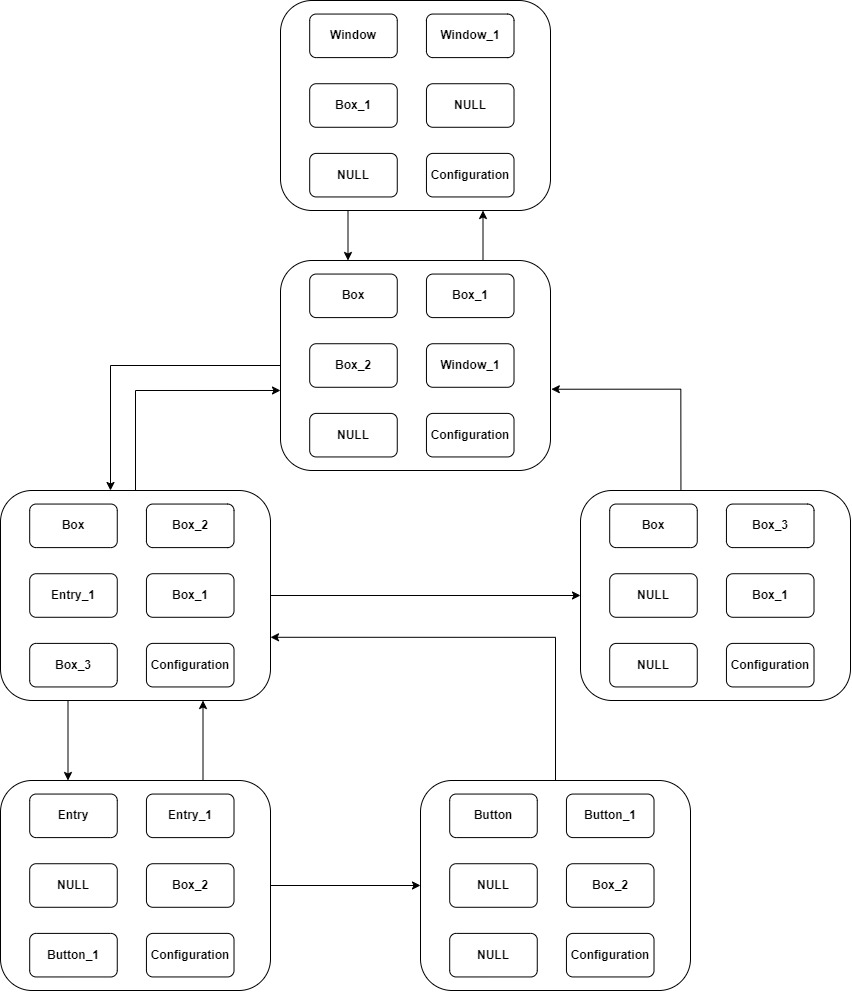 Window Window_1
Box_1 NULL
NULL Configuration
Box Box_1
Box_2 Window_1
NULL Configuration
Box Box_2
Entry_1 Box_1
Box_3 Configuration
Box Box_3
NULL Box_1
NULL Configuration
Entry Entry_1
NULL Box_2
Button_1 Configuration
Button Button_1
NULL Box_2
NULL Configuration